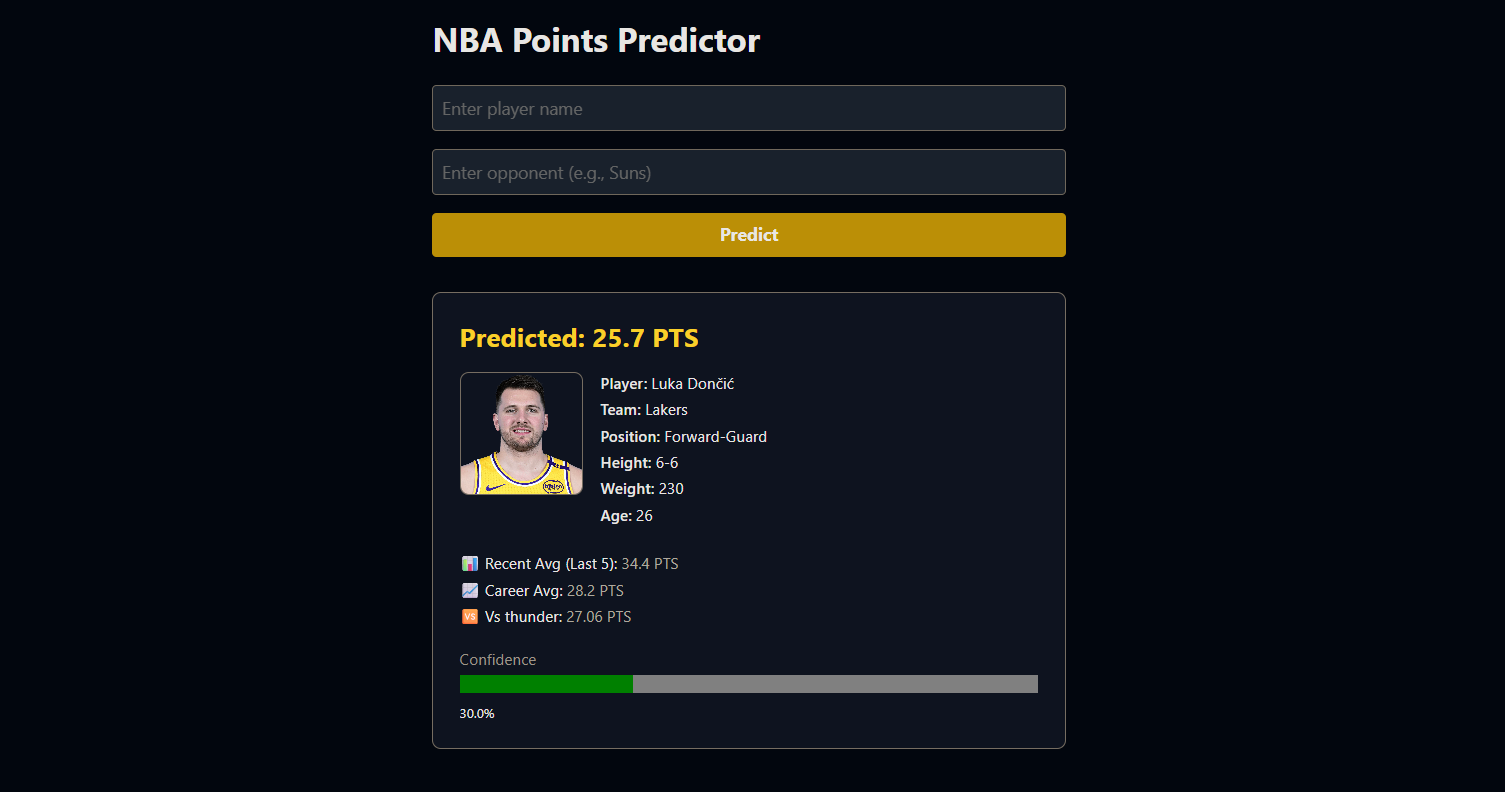 NBA Points Predictor
Enter player name
Enter opponent (e.g., Suns)
Predict
Predicted: 25.7 PTS
Player: Luka Dončić
Team: Lakers
Position: Forward-Guard
Height: 6-6
Weight: 230
Age: 26
📊 Recent Avg (Last 5): 34.4 PTS
📈 Career Avg: 28.2 PTS
🆚 Vs thunder: 27.06 PTS
Confidence
30.0%